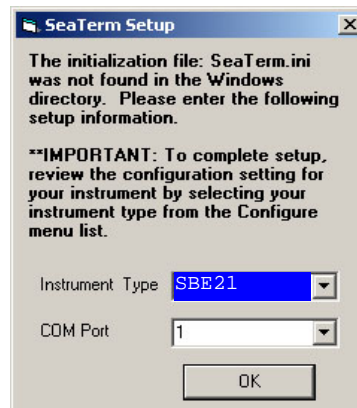 SeaTerm Setup
The initialization file: SeaTerm.ini
was not found in the Windows
directory. Please enter the following
setup information.
**IMPORTANT: To complete setup,
review the configuration setting for
your instrument by selecting your
instrument type from the Configure
menu list.
Instrument Type SBE21
COM Port 1
OK